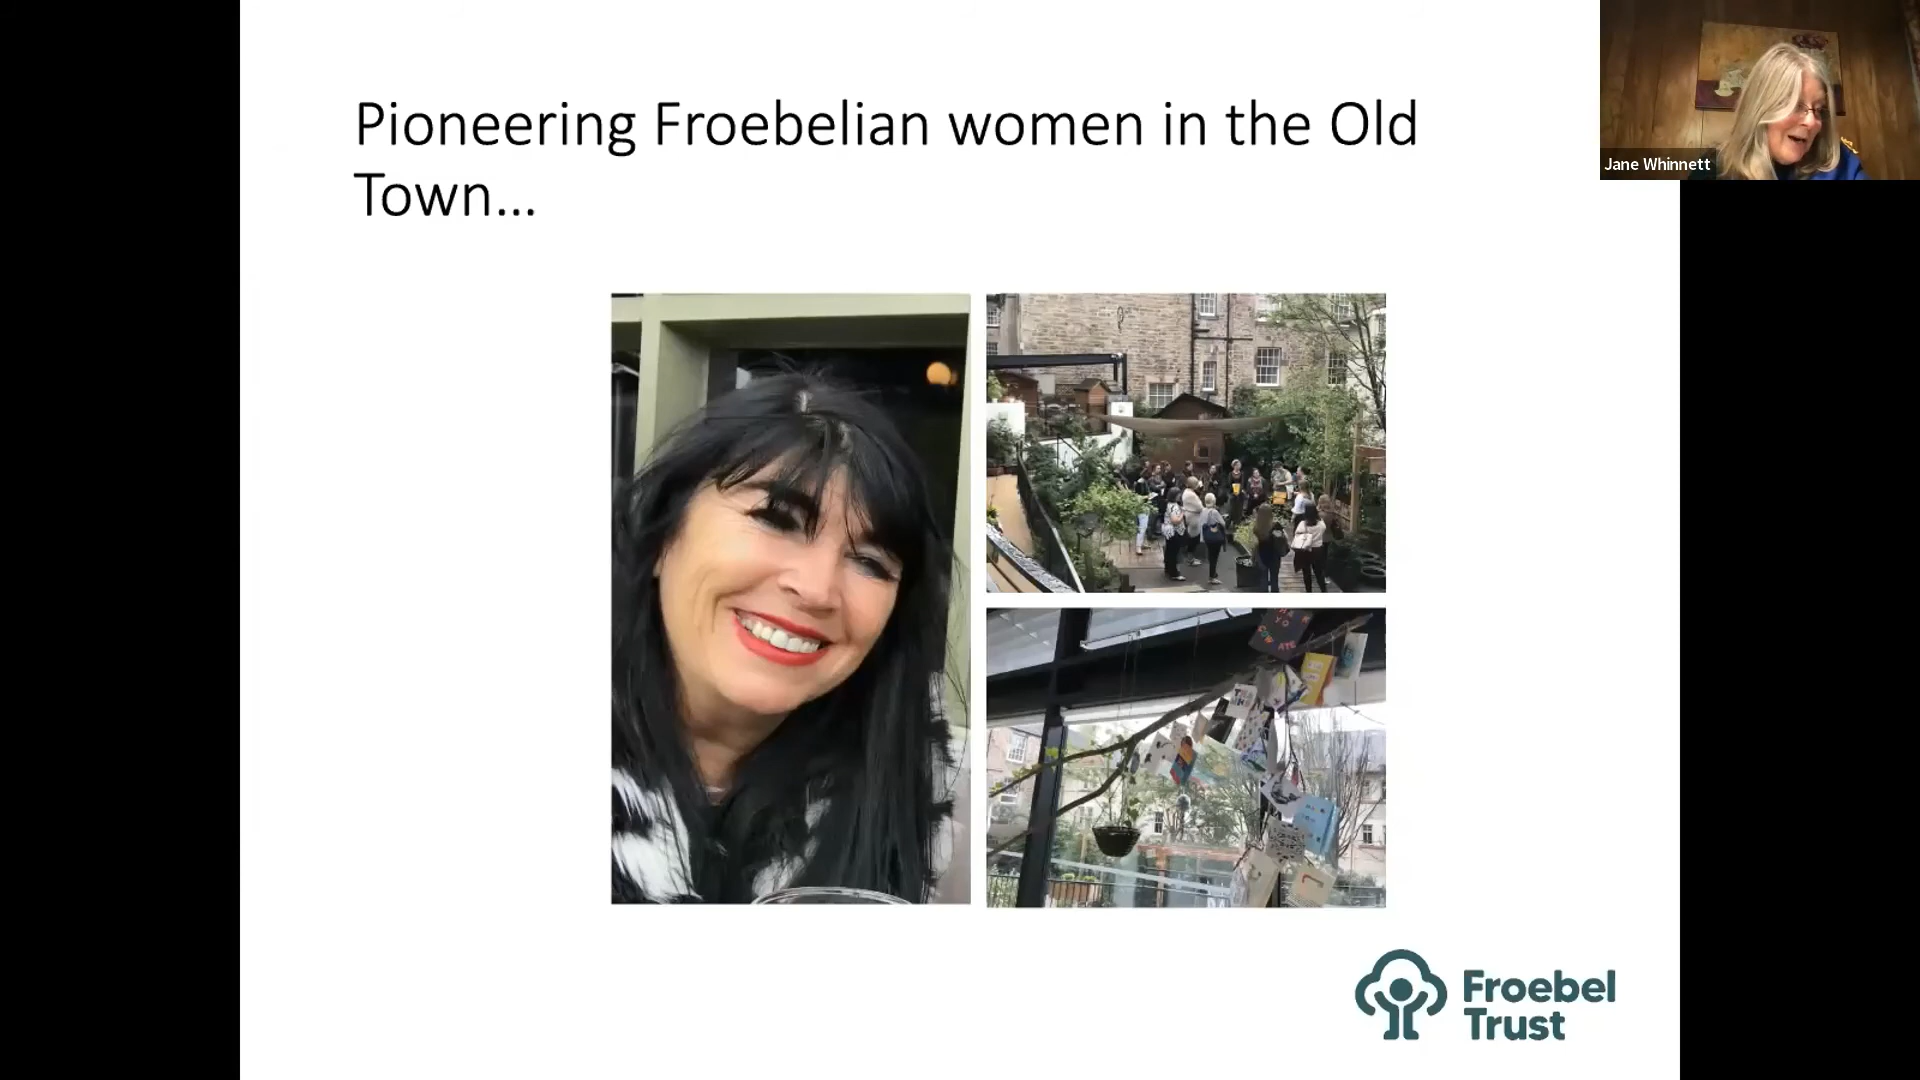 Pioneering Froebelian women in the Old
Town...
Jane Whinnett
Froebel
Trust